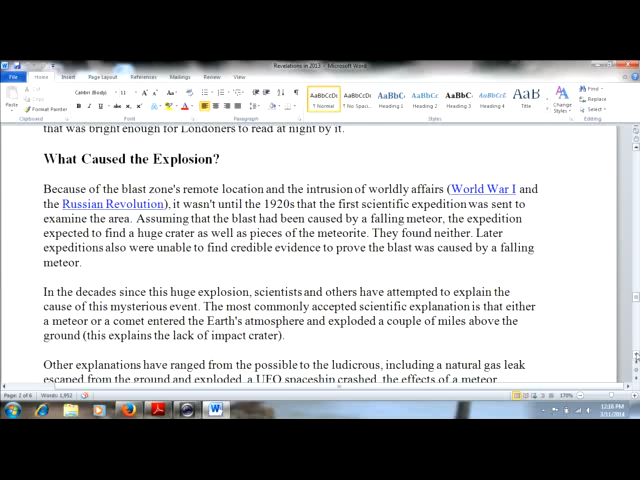 Revelations in 2013 - Microsoft Word
File Home Insert Page Layout References Mailings Review View
Calibri (Body) 11
AaBbCcDc AaBbCcDc AaBbC AaBbCc AaBbC AaBbCc AaBb
Paste Format Painter Normal No Spaci... Heading 1 Heading 2 Heading 3 Heading 4 Title Change Styles Find Replace Select
Clipboard Font Paragraph Styles Editing
that was bright enough for Londoners to read at night by it.
What Caused the Explosion?
Because of the blast zone's remote location and the intrusion of worldly affairs (World War I and
the Russian Revolution), it wasn't until the 1920s that the first scientific expedition was sent to
examine the area. Assuming that the blast had been caused by a falling meteor, the expedition
expected to find a huge crater as well as pieces of the meteorite. They found neither. Later
expeditions also were unable to find credible evidence to prove the blast was caused by a falling
meteor.
In the decades since this huge explosion, scientists and others have attempted to explain the
cause of this mysterious event. The most commonly accepted scientific explanation is that either
a meteor or a comet entered the Earth's atmosphere and exploded a couple of miles above the
ground (this explains the lack of impact crater).
Other explanations have ranged from the possible to the ludicrous, including a natural gas leak
escaped from the ground and exploded, a UFO spaceship crashed, the effects of a meteor
Page: 2 of 6 Words: 1,952 170%
12:16 PM
3/11/2014